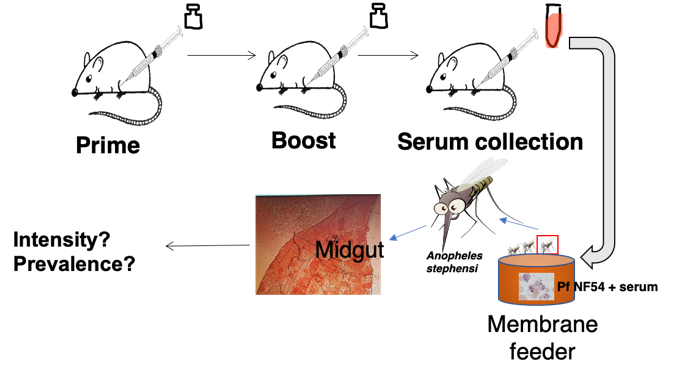 Prime
Boost
Serum collection
Intensity?
Prevalence?
Midgut
Anopheles
stephensi
Pf NF54 + serum
Membrane
feeder